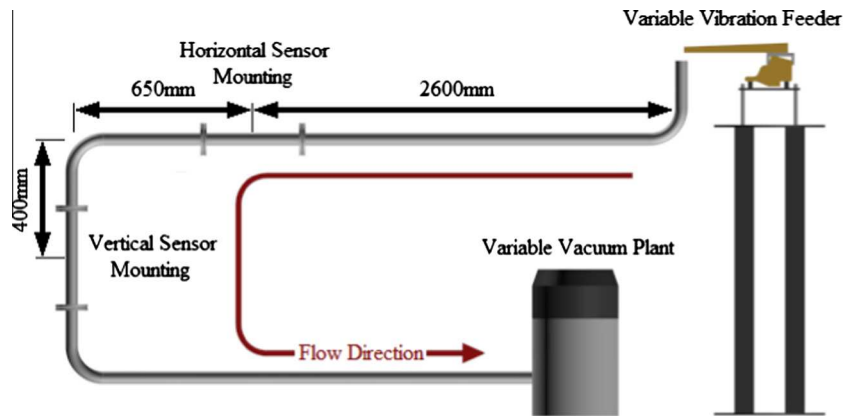 Variable Vibration Feeder
Horizontal Sensor
Mounting
650mm
2600mm
400mm
Vertical Sensor
Mounting
Variable Vacuum Plant
Flow Direction